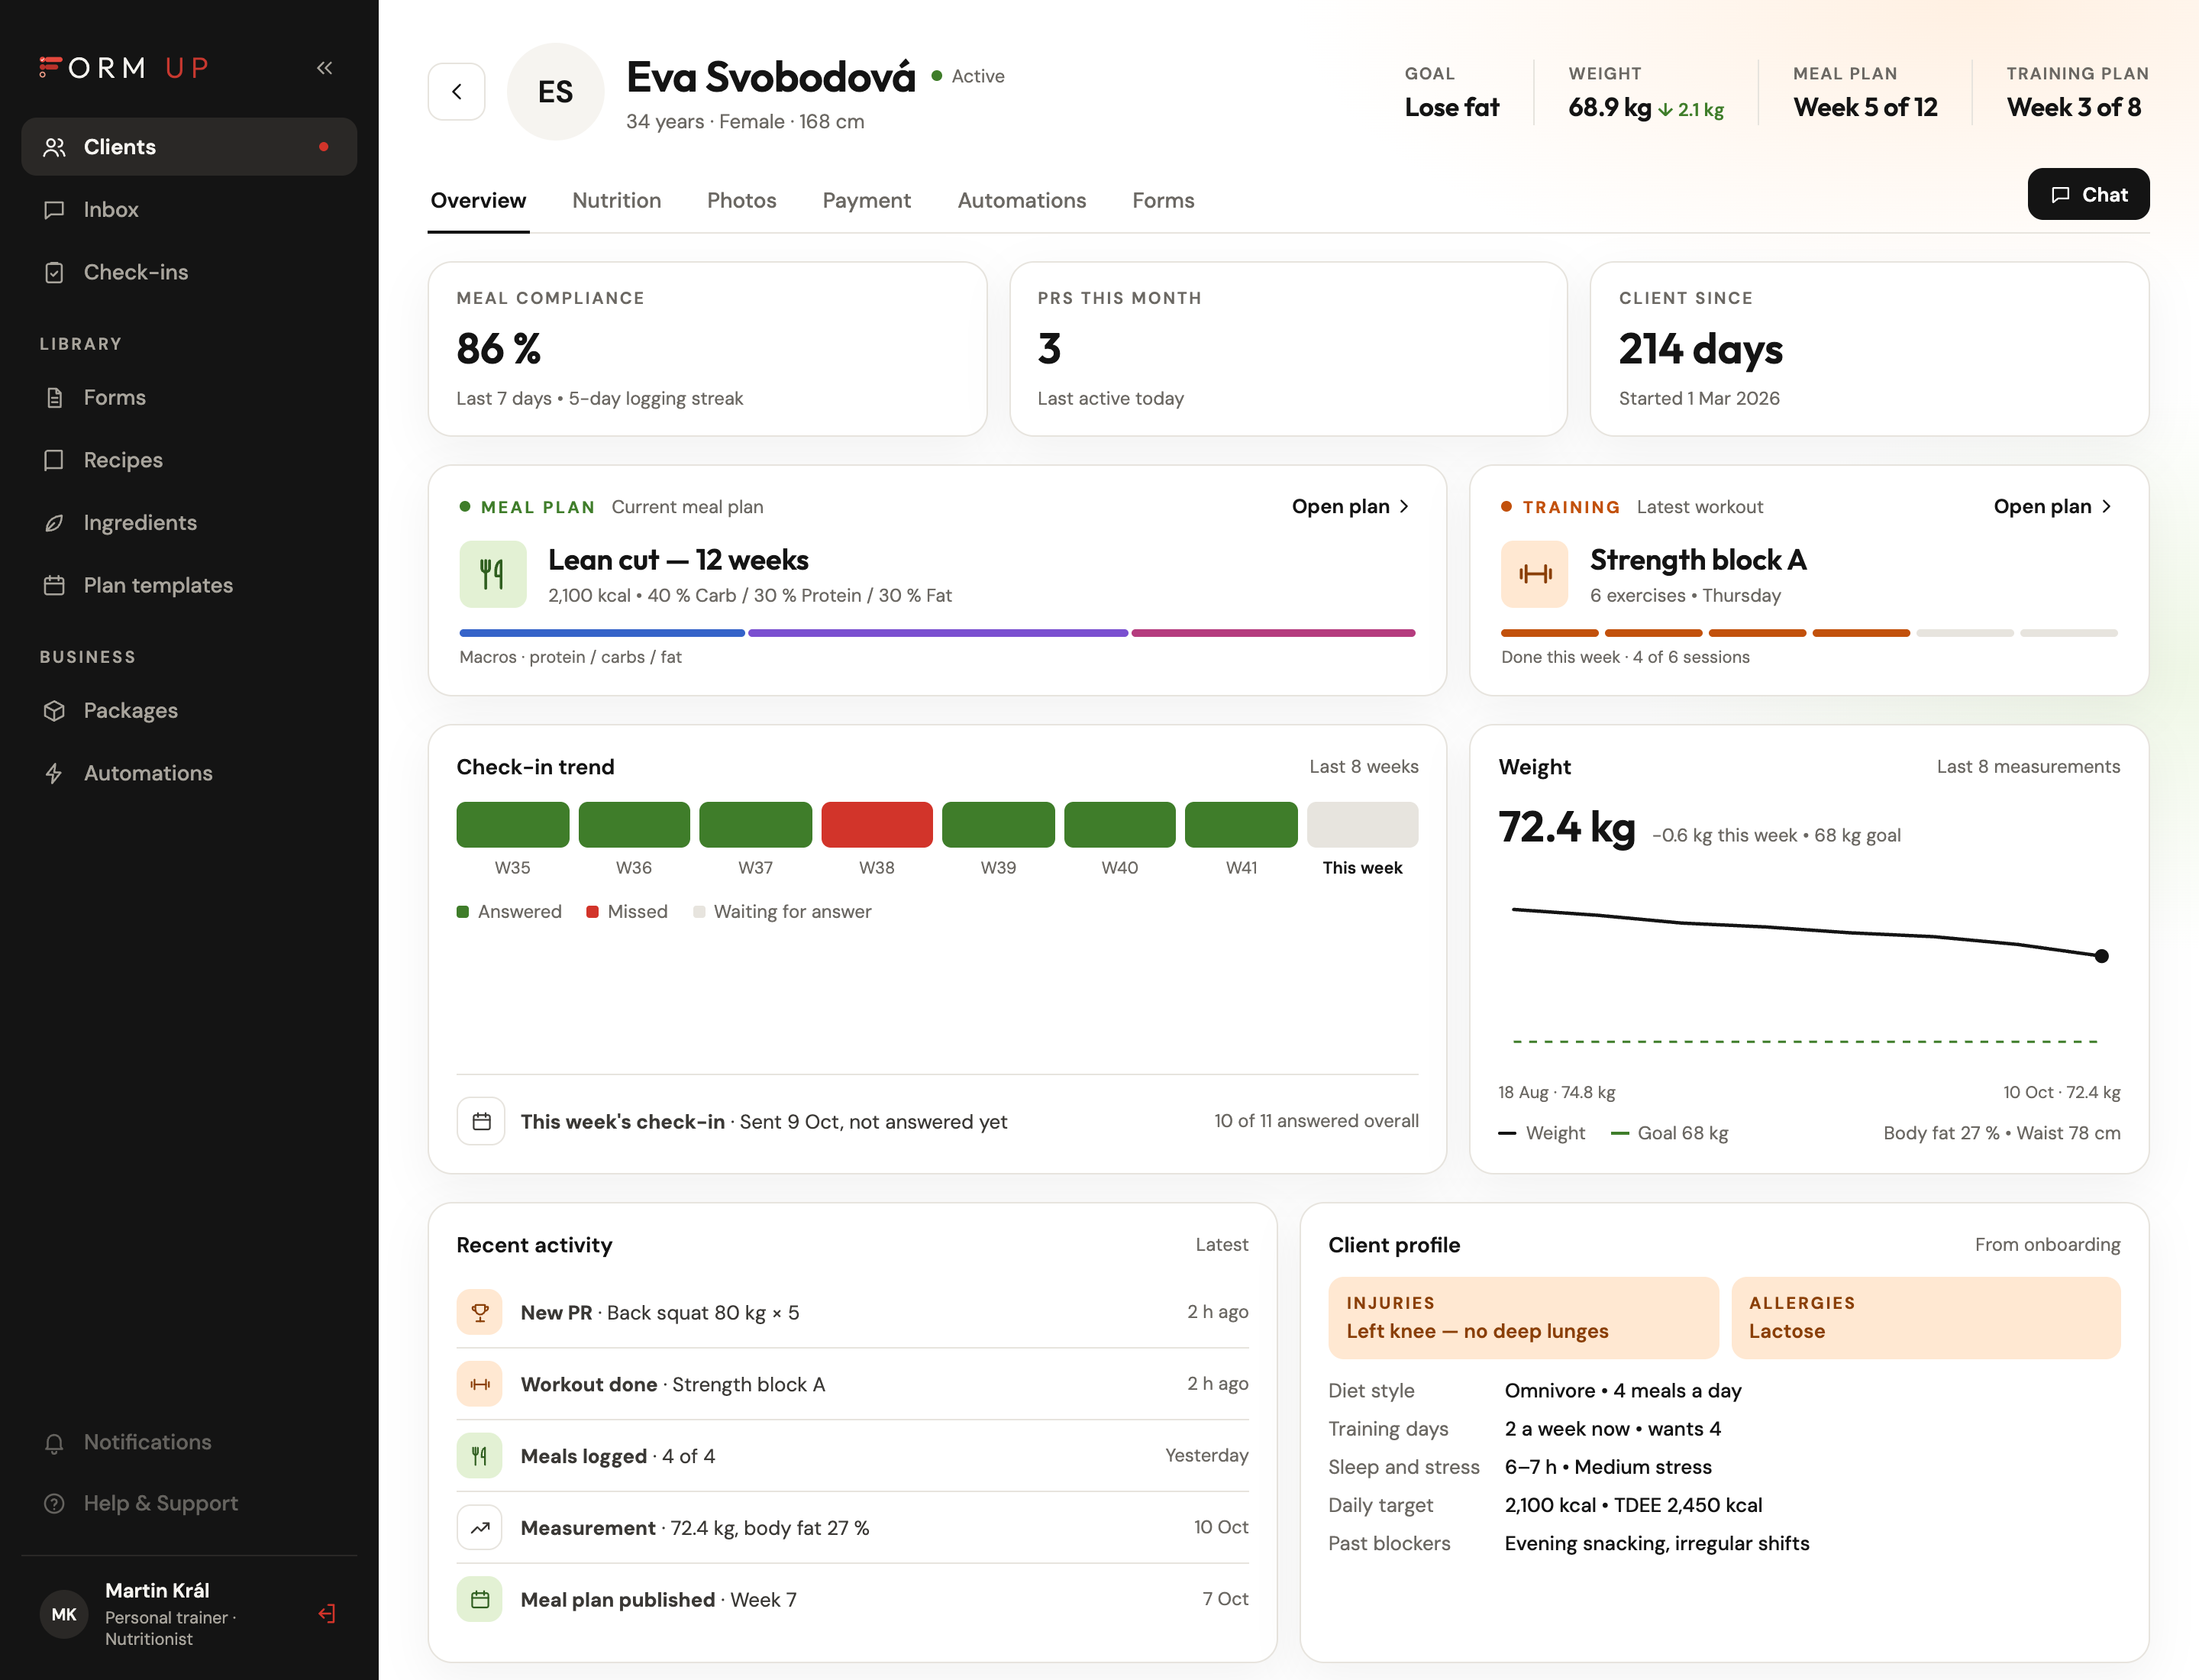 FORM UP
Clients
Inbox
Check-ins
LIBRARY
Forms
Recipes
Ingredients
Plan templates
BUSINESS
Packages
Automations
Notifications
Help & Support
MK
Martin Král
Personal trainer ·
Nutritionist
ES
Eva Svobodová
Active
34 years · Female · 168 cm
GOAL
Lose fat
WEIGHT
68.9 kg ↓ 2.1 kg
MEAL PLAN
Week 5 of 12
TRAINING PLAN
Week 3 of 8
Overview
Nutrition
Photos
Payment
Automations
Forms
Chat
MEAL COMPLIANCE
86 %
Last 7 days • 5-day logging streak
PRS THIS MONTH
3
Last active today
CLIENT SINCE
214 days
Started 1 Mar 2026
MEAL PLAN Current meal plan
Open plan
Lean cut — 12 weeks
2,100 kcal • 40 % Carb / 30 % Protein / 30 % Fat
Macros · protein / carbs / fat
TRAINING Latest workout
Open plan
Strength block A
6 exercises • Thursday
Done this week · 4 of 6 sessions
Check-in trend
Last 8 weeks
W35
W36
W37
W38
W39
W40
W41
This week
Answered
Missed
Waiting for answer
This week's check-in · Sent 9 Oct, not answered yet
10 of 11 answered overall
Weight
Last 8 measurements
72.4 kg -0.6 kg this week • 68 kg goal
18 Aug · 74.8 kg
10 Oct · 72.4 kg
Weight
Goal 68 kg
Body fat 27 % • Waist 78 cm
Recent activity
Latest
New PR · Back squat 80 kg × 5
2 h ago
Workout done · Strength block A
2 h ago
Meals logged · 4 of 4
Yesterday
Measurement · 72.4 kg, body fat 27 %
10 Oct
Meal plan published · Week 7
7 Oct
Client profile
From onboarding
INJURIES
Left knee — no deep lunges
ALLERGIES
Lactose
Diet style
Omnivore • 4 meals a day
Training days
2 a week now • wants 4
Sleep and stress
6–7 h • Medium stress
Daily target
2,100 kcal • TDEE 2,450 kcal
Past blockers
Evening snacking, irregular shifts